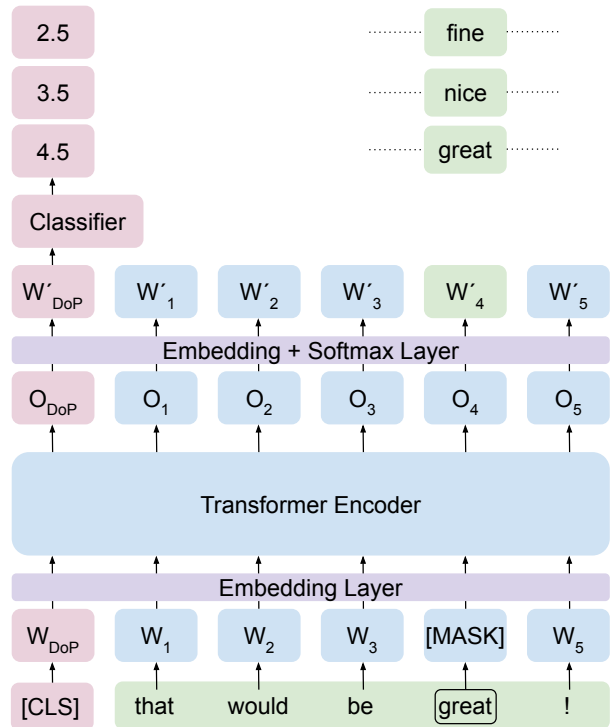 2.5 fine
3.5 nice
4.5 great
Classifier
W´DoP W´1 W´2 W´3 W´4 W´5
Embedding + Softmax Layer
ODoP O1 O2 O3 O4 O5
Transformer Encoder
Embedding Layer
WDoP W1 W2 W3 [MASK] W5
[CLS] that would be great !